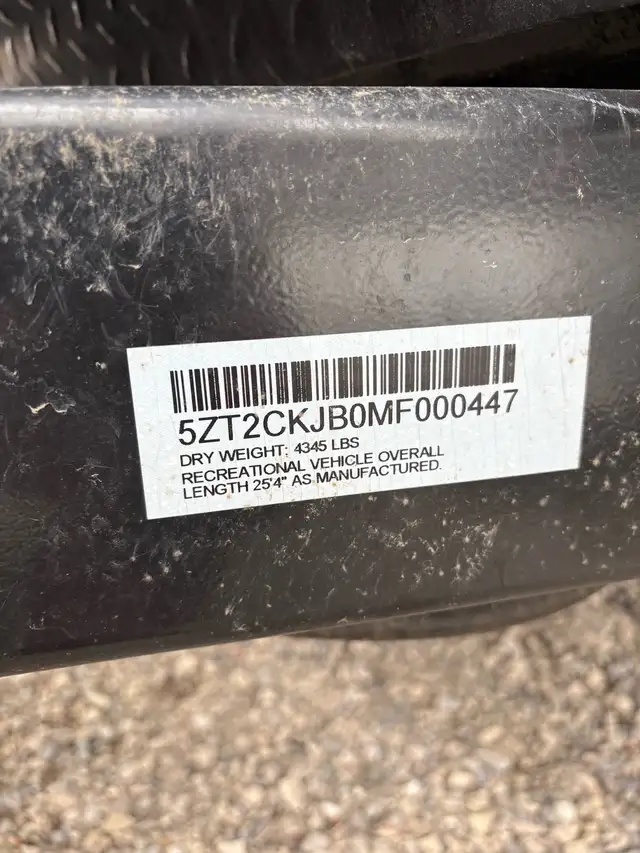 5ZT2CKJB0MF000447
DRY WEIGHT: 4345 LBS
RECREATIONAL VEHICLE OVERALL
LENGTH 25'4" AS MANUFACTURED.